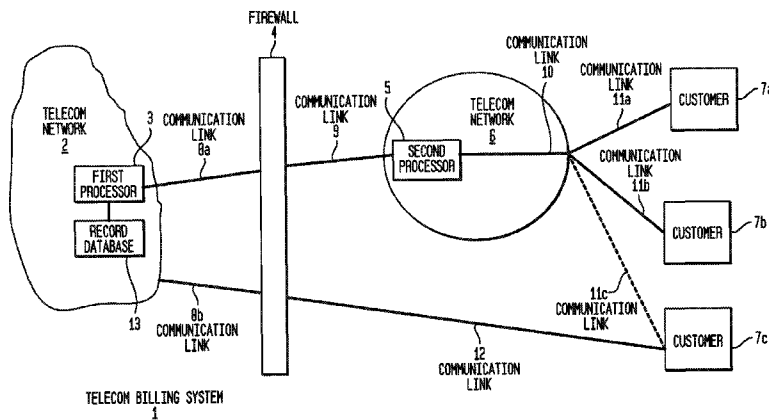 FIREWALL
4
TELECOM
NETWORK
2
3
COMMUNICATION
LINK
8a
FIRST
PROCESSOR
RECORD
DATABASE
13
8b
COMMUNICATION
LINK
COMMUNICATION
LINK
9
5
SECOND
PROCESSOR
TELECOM
NETWORK
6
COMMUNICATION
LINK
10
COMMUNICATION
LINK
11a
CUSTOMER
7a
COMMUNICATION
LINK
11b
CUSTOMER
7b
11c
COMMUNICATION
LINK
CUSTOMER
7c
12
COMMUNICATION
LINK
TELECOM BILLING SYSTEM
1